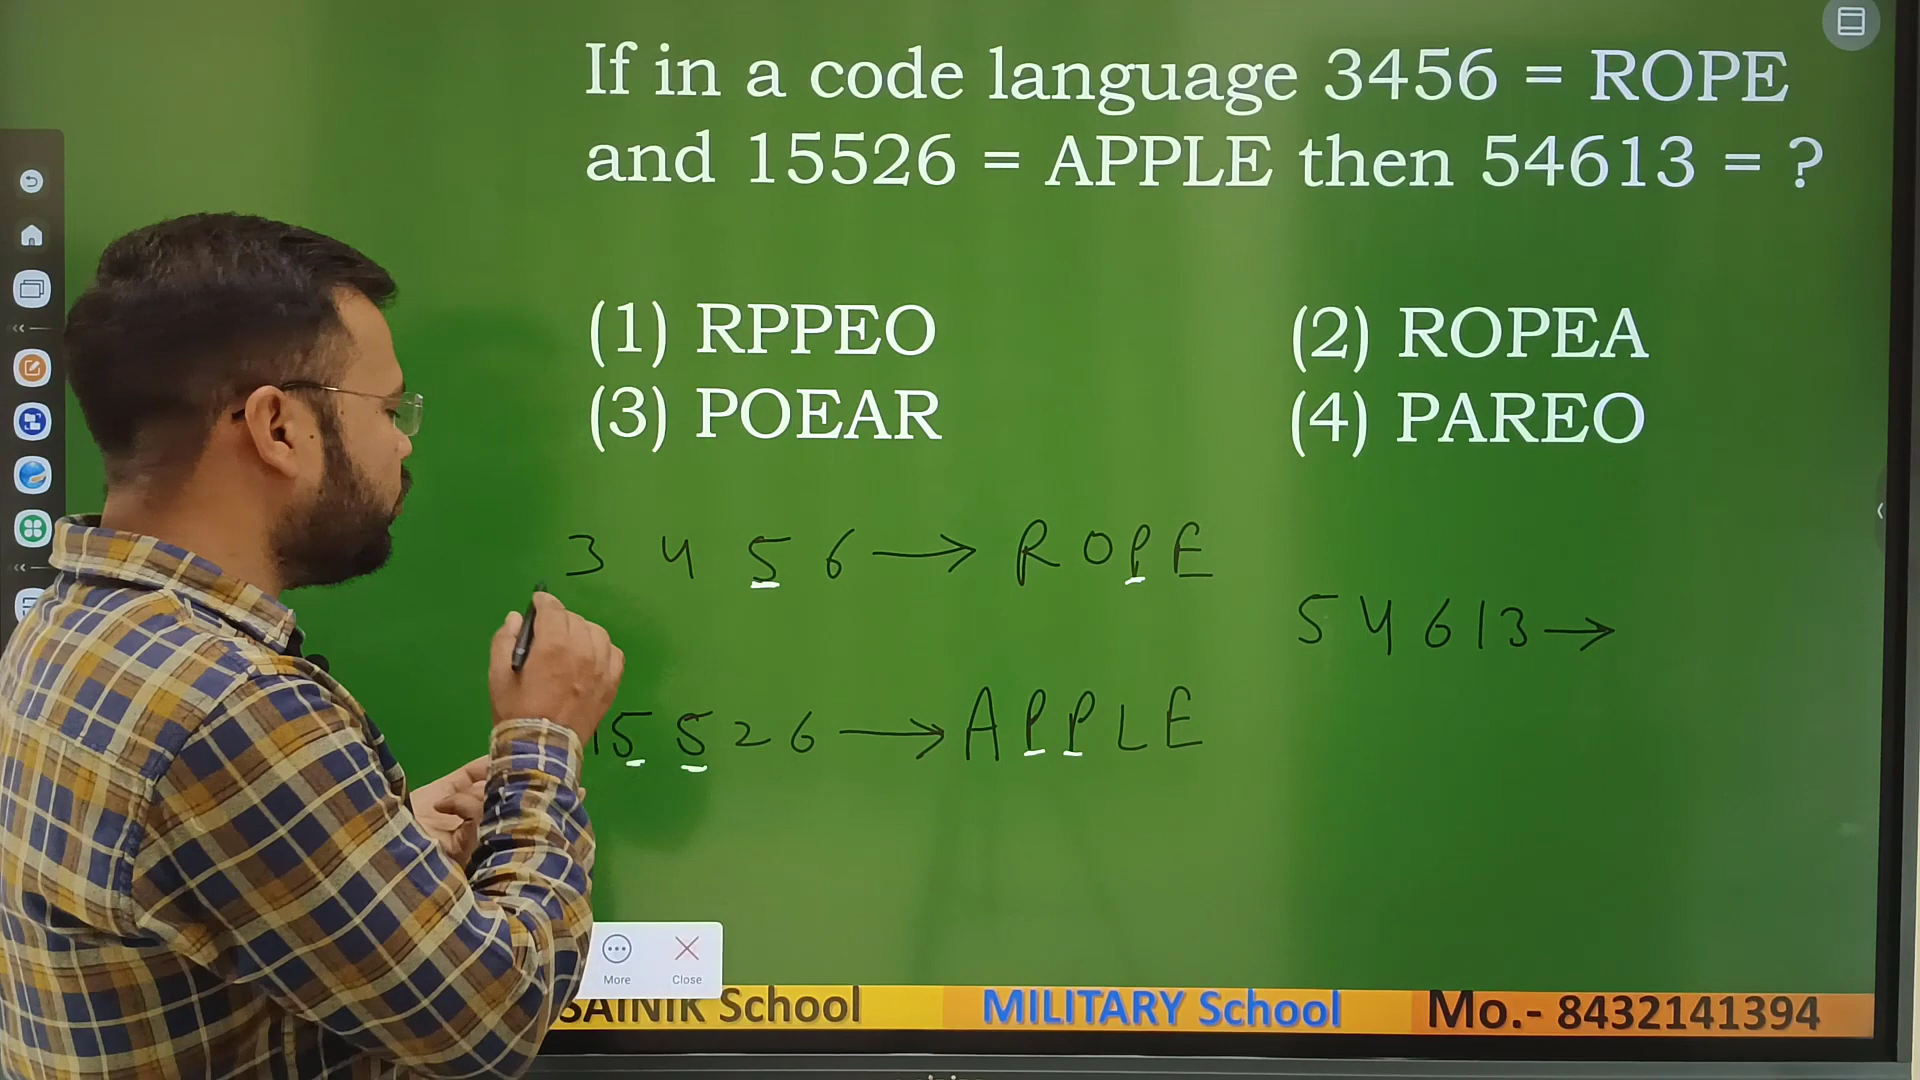 If in a code language 3456 = ROPE
and 15526 = APPLE then 54613 = ?
(1) RPPEO (2) ROPEA
(3) POEAR (4) PAREO
3 4 5 6 → ROPE
54613 →
15526 → APPLE
More Close
SAINIK School MILITARY School Mo.- 8432141394